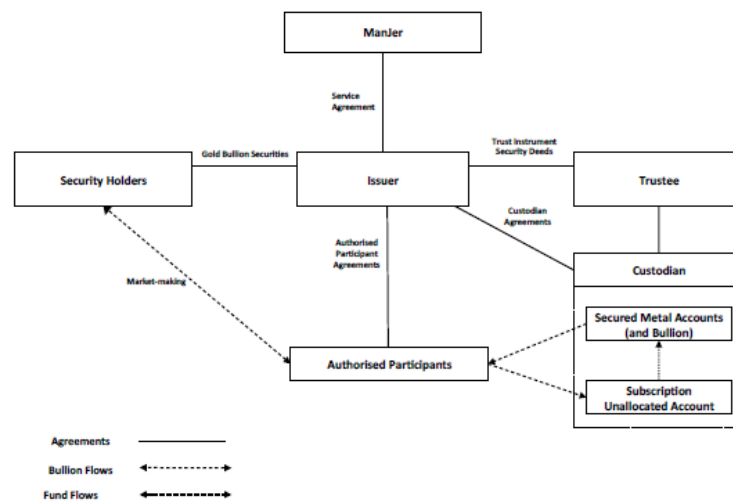 ManJer
Service
Agreement
Gold Bullion Securities
Trust Instrument
Security Deeds
Security Holders
Issuer
Trustee
Custodian
Agreements
Authorised
Participant
Agreements
Custodian
Market-making
Secured Metal Accounts
(and Bullion)
Authorised Participants
Subscription
Unallocated Account
Agreements
Bullion Flows
Fund Flows